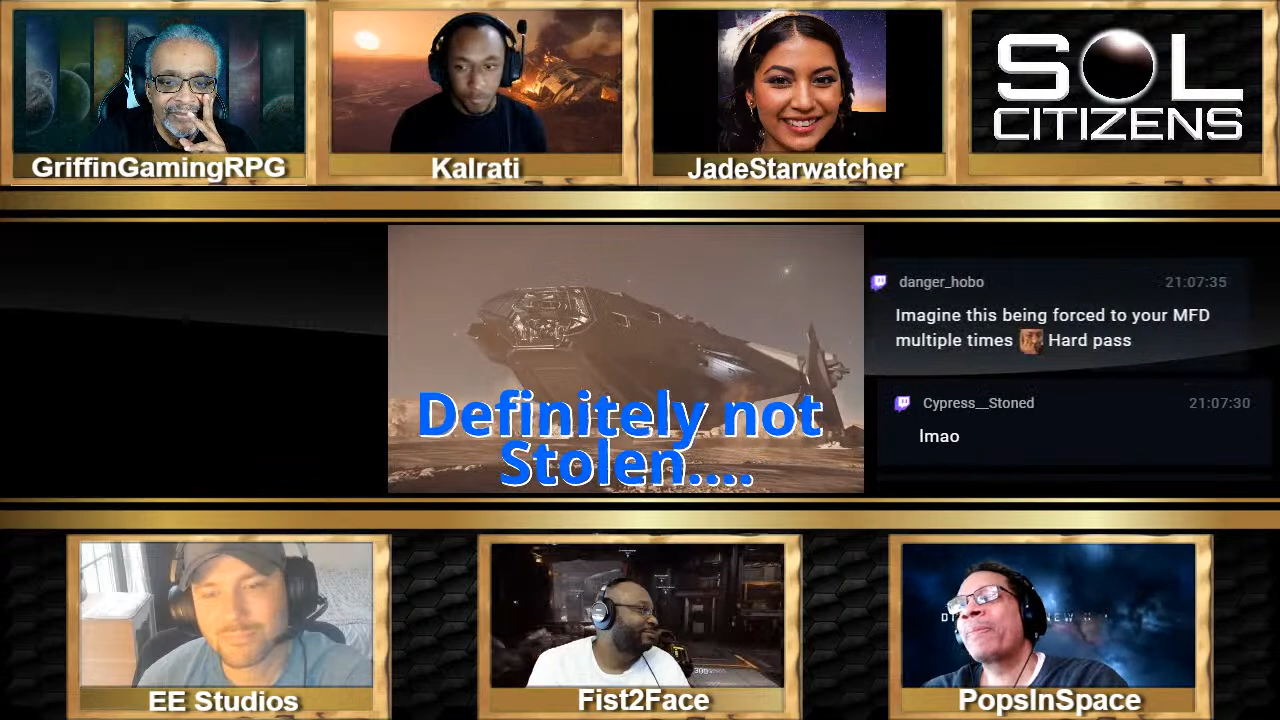 GriffinGamingRPG
Kalrati
JadeStarwatcher
SOL
CITIZENS
danger_hobo 21:07:35
Imagine this being forced to your MFD
multiple times Hard pass
Definitely not
Stolen....
Cypress__Stoned 21:07:30
lmao
EE Studios
Fist2Face
PopsInSpace